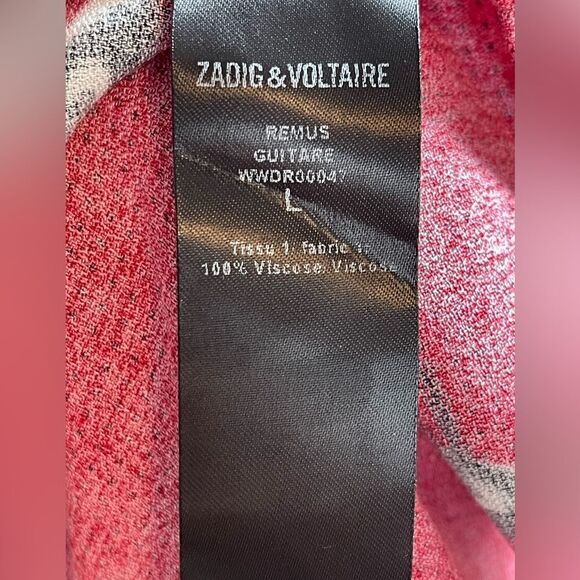 ZADIG & VOLTAIRE
REMUS
GUITARE
WWDR00047
L
Tissu 1, fabric 1:
100% Viscose, Viscose